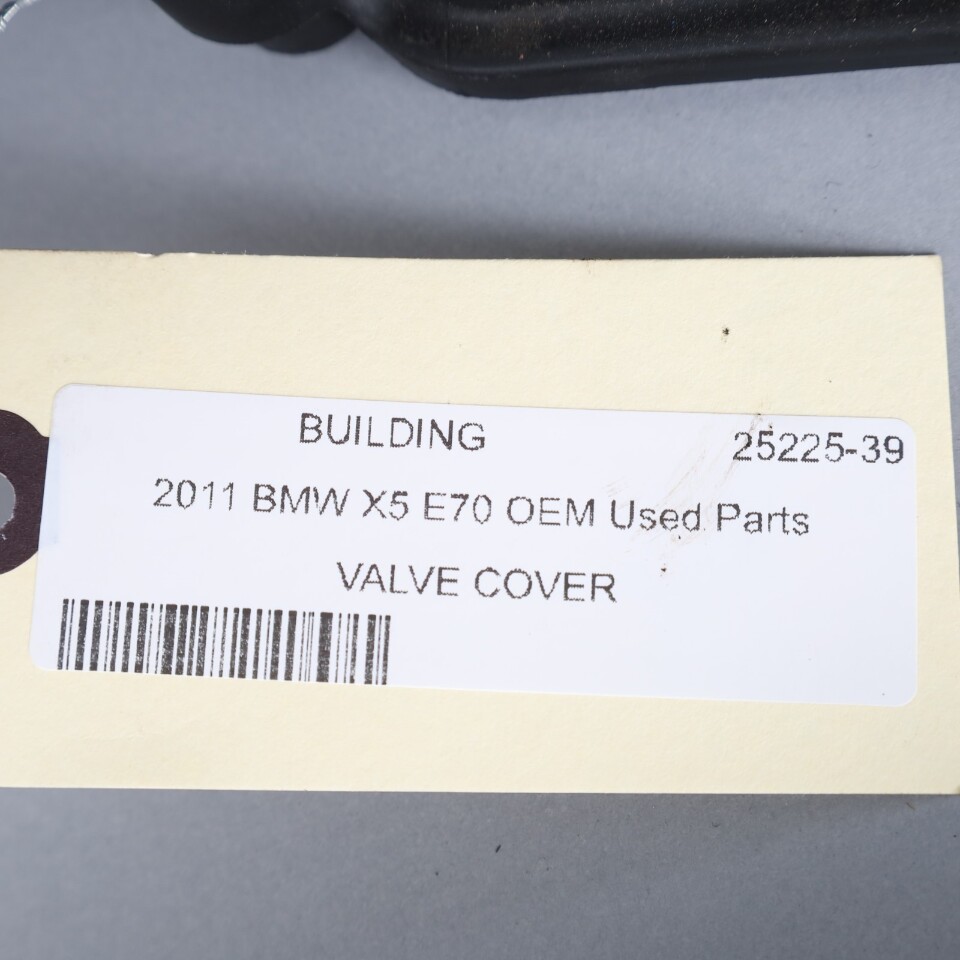 BUILDING 25225-39
2011 BMW X5 E70 OEM Used Parts
VALVE COVER